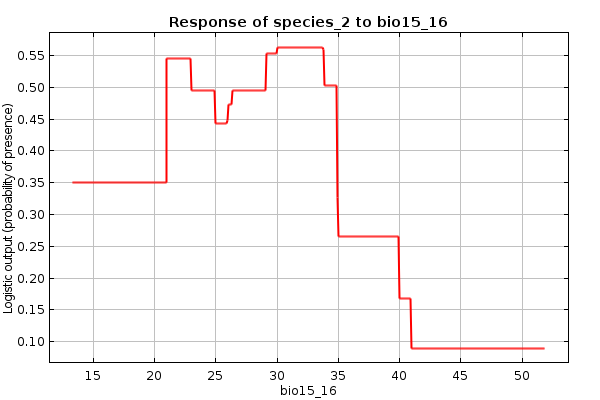 Response of species_2 to bio15_16
Logistic output (probability of presence)
0.55
0.50
0.45
0.40
0.35
0.30
0.25
0.20
0.15
0.10
15 20 25 30 35 40 45 50
bio15_16